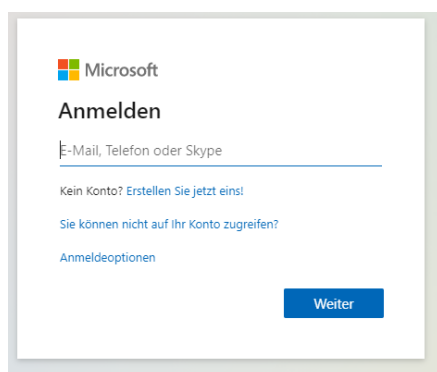 Microsoft
Anmelden
E-Mail, Telefon oder Skype
Kein Konto? Erstellen Sie jetzt eins!
Sie können nicht auf Ihr Konto zugreifen?
Anmeldeoptionen
Weiter